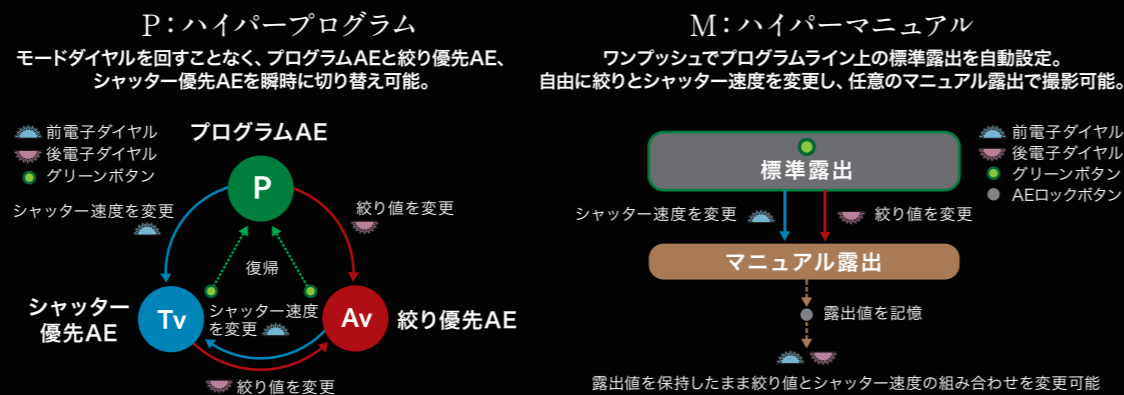 P：ハイパープログラム
モードダイヤルを回すことなく、プログラムAEと絞り優先AE、
シャッター優先AEを瞬時に切り替え可能。
前電子ダイヤル
後電子ダイヤル
グリーンボタン
プログラムAE
P
シャッター速度を変更
絞り値を変更
復帰
シャッター
優先AE
Tv
シャッター速度
を変更
Av
絞り優先AE
絞り値を変更
M：ハイパーマニュアル
ワンプッシュでプログラムライン上の標準露出を自動設定。
自由に絞りとシャッター速度を変更し、任意のマニュアル露出で撮影可能。
前電子ダイヤル
後電子ダイヤル
グリーンボタン
AEロックボタン
標準露出
シャッター速度を変更
絞り値を変更
マニュアル露出
露出値を記憶
露出値を保持したまま絞り値とシャッター速度の組み合わせを変更可能